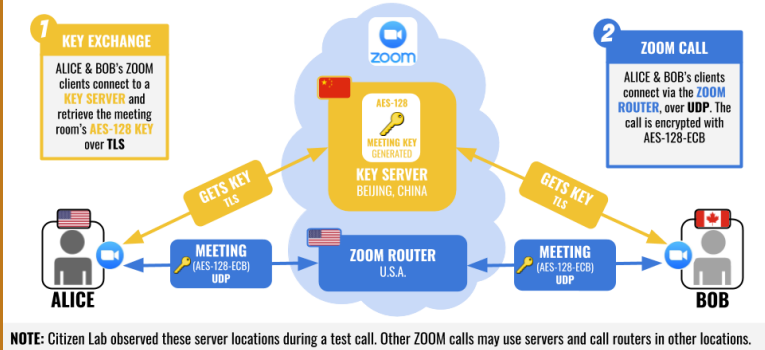 1
KEY EXCHANGE
ALICE & BOB's ZOOM
clients connect to a
KEY SERVER and
retrieve the meeting
room's AES-128 KEY
over TLS
zoom
2
ZOOM CALL
ALICE & BOB's clients
connect via the ZOOM
ROUTER, over UDP. The
call is encrypted with
AES-128-ECB
AES-128
MEETING KEY
GENERATED
KEY SERVER
BEIJING, CHINA
GETS KEY
TLS
GETS KEY
TLS
MEETING
(AES-128-ECB)
UDP
ZOOM ROUTER
U.S.A.
MEETING
(AES-128-ECB)
UDP
ALICE
BOB
NOTE: Citizen Lab observed these server locations during a test call. Other ZOOM calls may use servers and call routers in other locations.